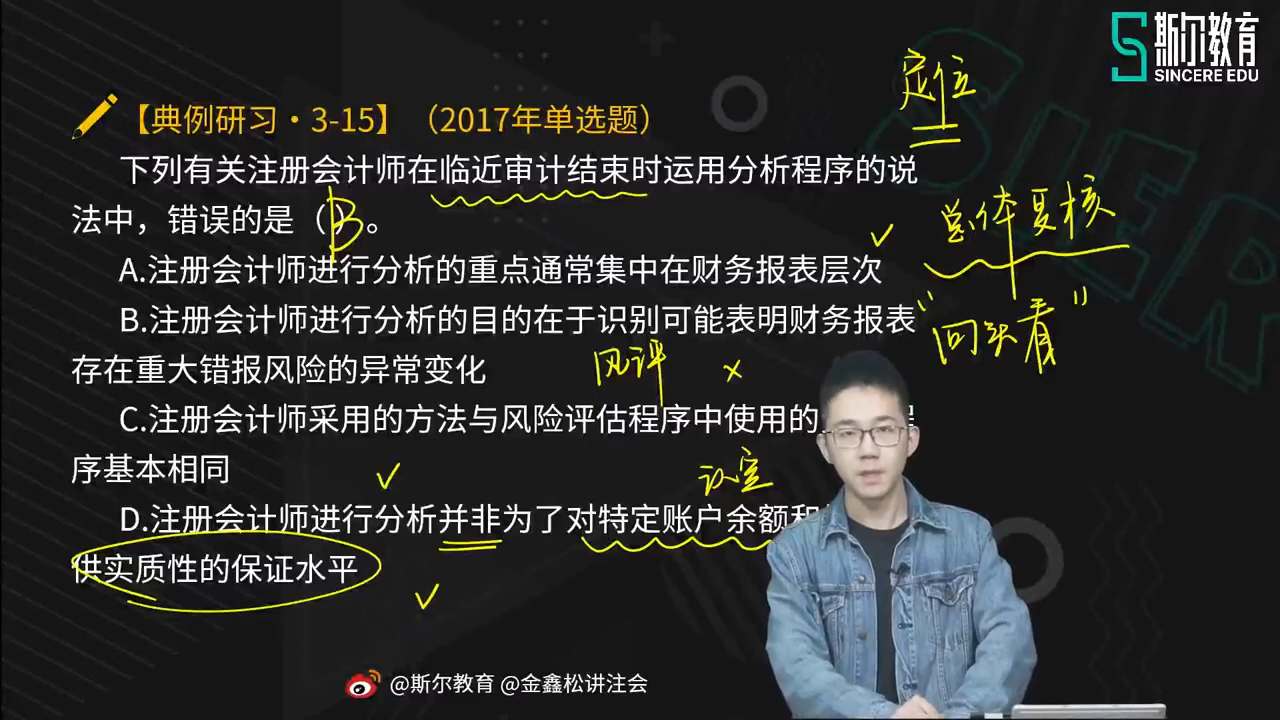 斯尔教育
SINCERE EDU
定位
【典例研习·3-15】（2017年单选题）
下列有关注册会计师在临近审计结束时运用分析程序的说
法中，错误的是（B）。
总体复核
A.注册会计师进行分析的重点通常集中在财务报表层次
B.注册会计师进行分析的目的在于识别可能表明财务报表
"回头看"
存在重大错报风险的异常变化
风评
C.注册会计师采用的方法与风险评估程序中使用的
序基本相同
认定
D.注册会计师进行分析并非为了对特定账户余额和
供实质性的保证水平
@斯尔教育 @金鑫松讲注会